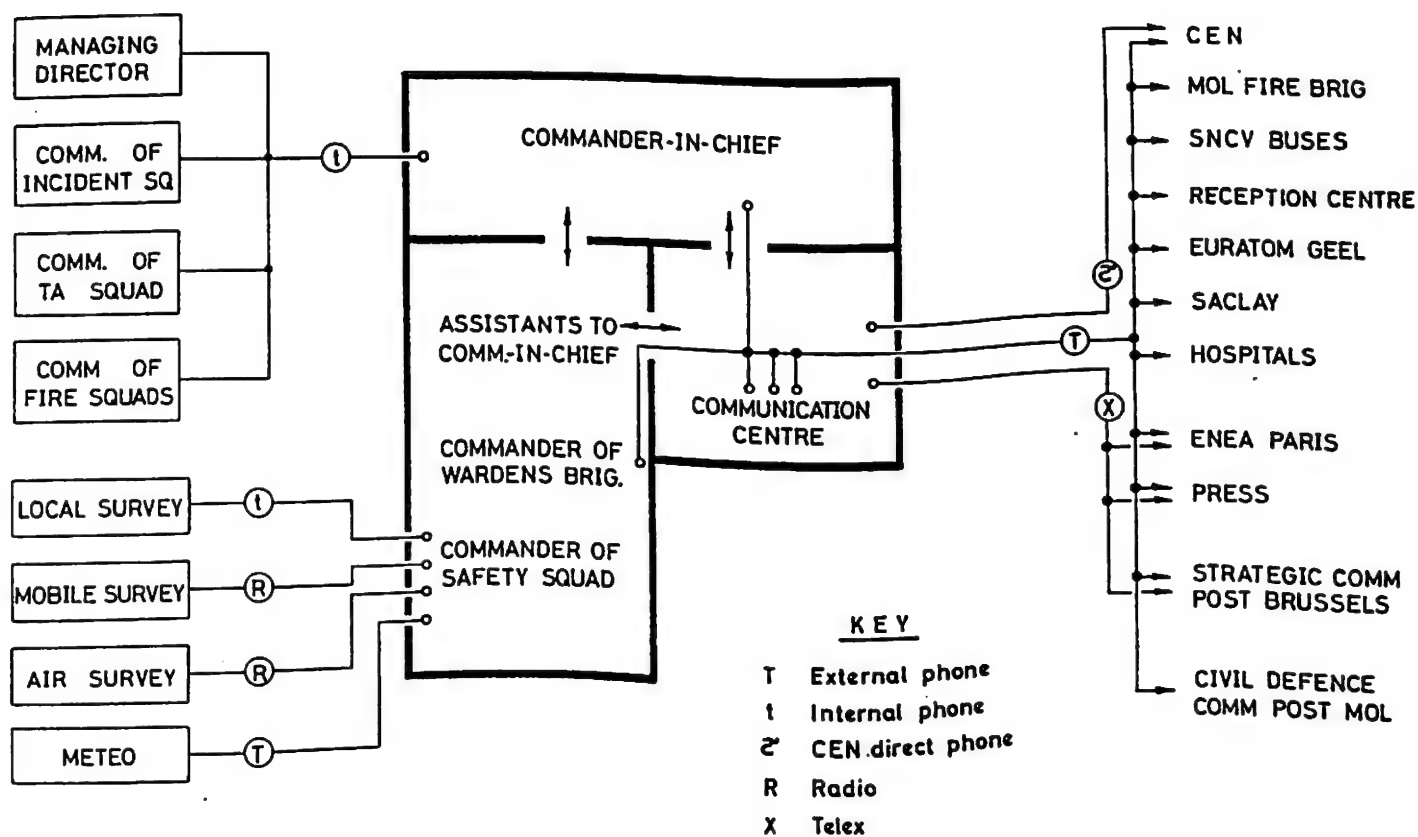 MANAGING
DIRECTOR
COMM. OF
INCIDENT SQ
COMM. OF
TA SQUAD
COMM OF
FIRE SQUADS
t
LOCAL SURVEY
t
MOBILE SURVEY
R
AIR SURVEY
R
METEO
T
COMMANDER-IN-CHIEF
ASSISTANTS TO
COMM.-IN-CHIEF
COMMUNICATION
CENTRE
COMMANDER OF
WARDENS BRIG.
COMMANDER OF
SAFETY SQUAD
T
X
CEN
MOL FIRE BRIG
SNCV BUSES
RECEPTION CENTRE
EURATOM GEEL
SACLAY
HOSPITALS
ENEA PARIS
PRESS
STRATEGIC COMM
POST BRUSSELS
CIVIL DEFENCE
COMM POST MOL
KEY
T External phone
t Internal phone
CEN.direct phone
R Radio
X Telex